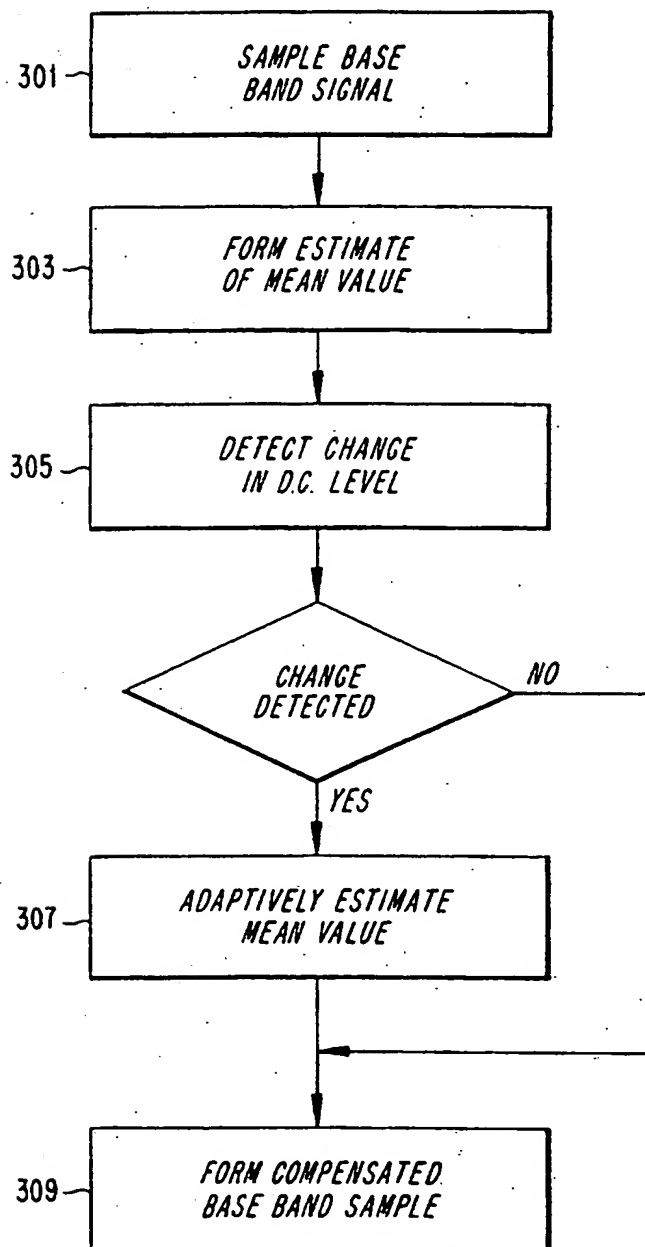 301
SAMPLE BASE
BAND SIGNAL
303
FORM ESTIMATE
OF MEAN VALUE
305
DETECT CHANGE
IN D.C. LEVEL
CHANGE
DETECTED
NO
YES
307
ADAPTIVELY ESTIMATE
MEAN VALUE
309
FORM COMPENSATED
BASE BAND SAMPLE